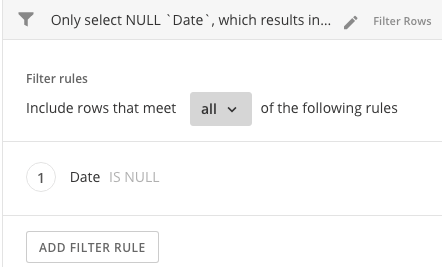 Only select NULL `Date`, which results in... Filter Rows
Filter rules
Include rows that meet all of the following rules
1 Date IS NULL
ADD FILTER RULE